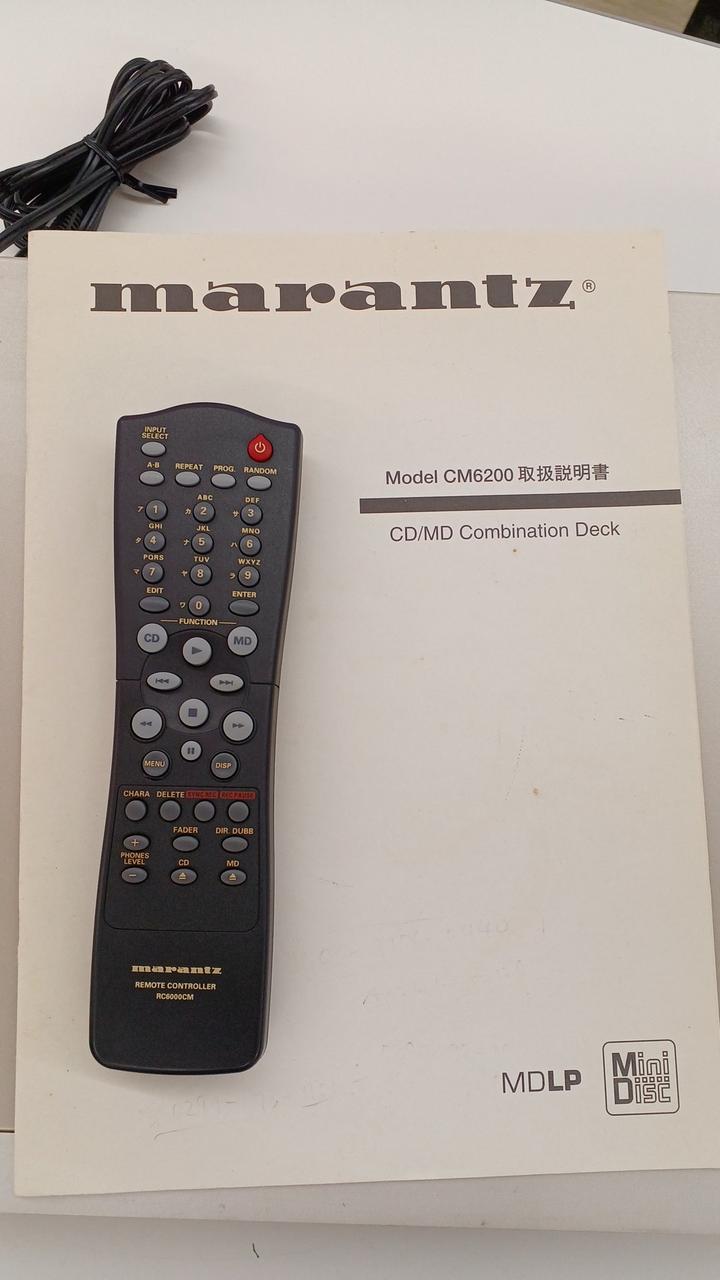 marantz®
Model CM6200 取扱説明書
CD/MD Combination Deck
INPUT
SELECT
A-B REPEAT PROG. RANDOM
ABC DEF
ア 1 カ 2 サ 3
GHI JKL MNO
タ 4 ナ 5 ハ 6
PQRS TUV WXYZ
マ 7 ヤ 8 ラ 9
EDIT ワ 0 ENTER
FUNCTION
CD MD
MENU DISP
CHARA DELETE SYNC REC REC PAUSE
FADER DIR. DUBB
+
PHONES
LEVEL CD MD
−
marantz
REMOTE CONTROLLER
RC6000CM
MDLP
Mini
Disc